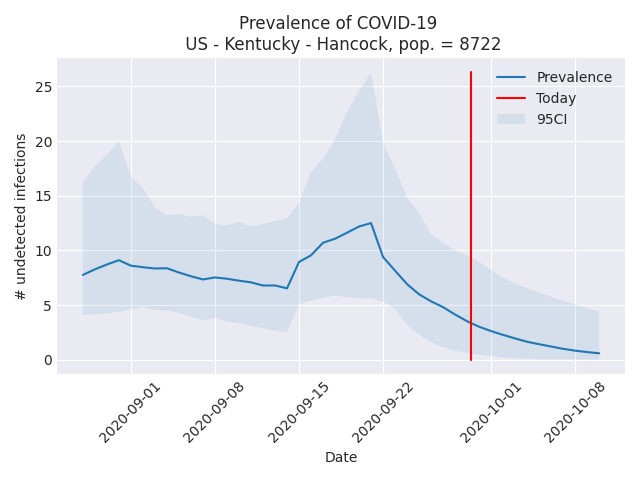 Prevalence of COVID-19
US - Kentucky - Hancock, pop. = 8722
Prevalence
Today
95CI
# undetected infections
25
20
15
10
5
0
2020-09-01
2020-09-08
2020-09-15
2020-09-22
2020-10-01
2020-10-08
Date